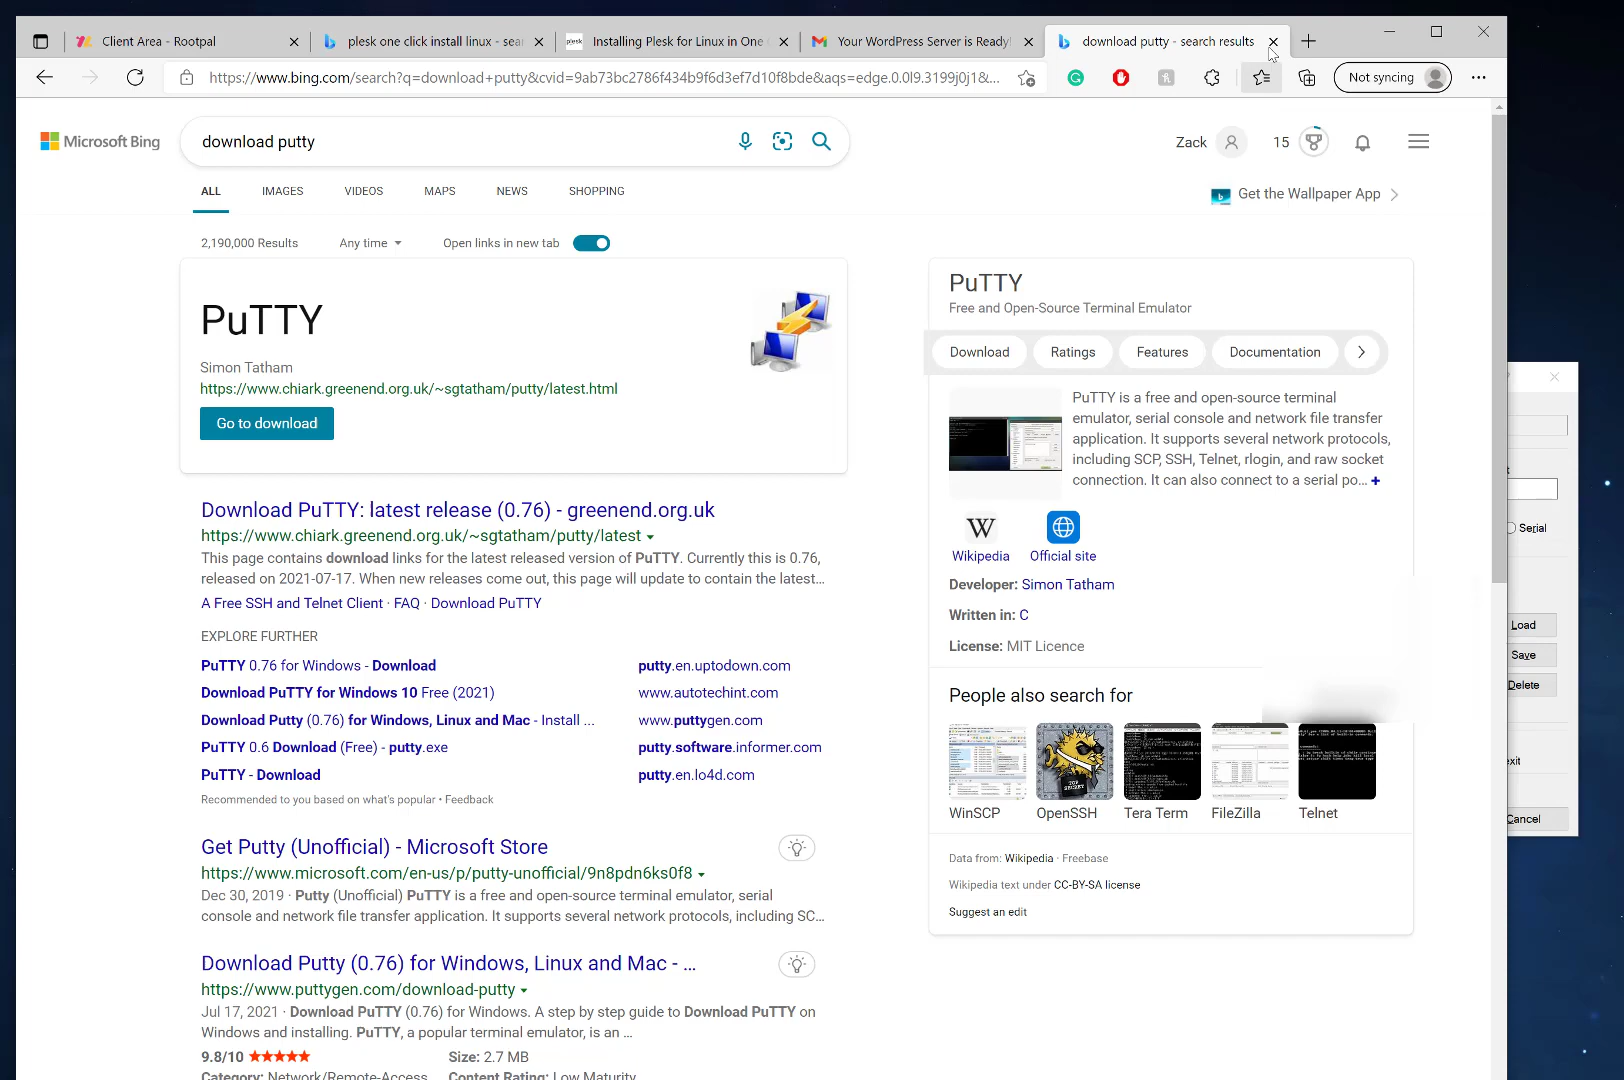 Client Area - Rootpal
plesk one click install linux - sear
Installing Plesk for Linux in One
Your WordPress Server is Ready!
download putty - search results
https://www.bing.com/search?q=download+putty&cvid=9ab73bc2786f434b9f6d3ef7d10f8bde&aqs=edge.0.0l9.3199j0j1&...
Not syncing
Microsoft Bing
download putty
Zack
15
ALL
IMAGES
VIDEOS
MAPS
NEWS
SHOPPING
Get the Wallpaper App
2,190,000 Results
Any time
Open links in new tab
PuTTY
Simon Tatham
https://www.chiark.greenend.org.uk/~sgtatham/putty/latest.html
Go to download
Download PuTTY: latest release (0.76) - greenend.org.uk
https://www.chiark.greenend.org.uk/~sgtatham/putty/latest
This page contains download links for the latest released version of PuTTY. Currently this is 0.76,
released on 2021-07-17. When new releases come out, this page will update to contain the latest...
A Free SSH and Telnet Client · FAQ · Download PuTTY
EXPLORE FURTHER
PuTTY 0.76 for Windows - Download
putty.en.uptodown.com
Download PuTTY for Windows 10 Free (2021)
www.autotechint.com
Download Putty (0.76) for Windows, Linux and Mac - Install ...
www.puttygen.com
PuTTY 0.6 Download (Free) - putty.exe
putty.software.informer.com
PuTTY - Download
putty.en.lo4d.com
Recommended to you based on what's popular • Feedback
Get Putty (Unofficial) - Microsoft Store
https://www.microsoft.com/en-us/p/putty-unofficial/9n8pdn6ks0f8
Dec 30, 2019 · Putty (Unofficial) PuTTY is a free and open-source terminal emulator, serial
console and network file transfer application. It supports several network protocols, including SC...
Download Putty (0.76) for Windows, Linux and Mac - ...
https://www.puttygen.com/download-putty
Jul 17, 2021 · Download PuTTY (0.76) for Windows. A step by step guide to Download PuTTY on
Windows and installing. PuTTY, a popular terminal emulator, is an ...
9.8/10
Size: 2.7 MB
Category: Network/Remote-Access
Content Rating: Low Maturity
PuTTY
Free and Open-Source Terminal Emulator
Download
Ratings
Features
Documentation
PuTTY is a free and open-source terminal
emulator, serial console and network file transfer
application. It supports several network protocols,
including SCP, SSH, Telnet, rlogin, and raw socket
connection. It can also connect to a serial po... +
Wikipedia
Official site
Developer: Simon Tatham
Written in: C
License: MIT Licence
People also search for
WinSCP
OpenSSH
Tera Term
FileZilla
Telnet
Data from: Wikipedia · Freebase
Wikipedia text under CC-BY-SA license
Suggest an edit
Serial
Load
Save
Delete
exit
Cancel